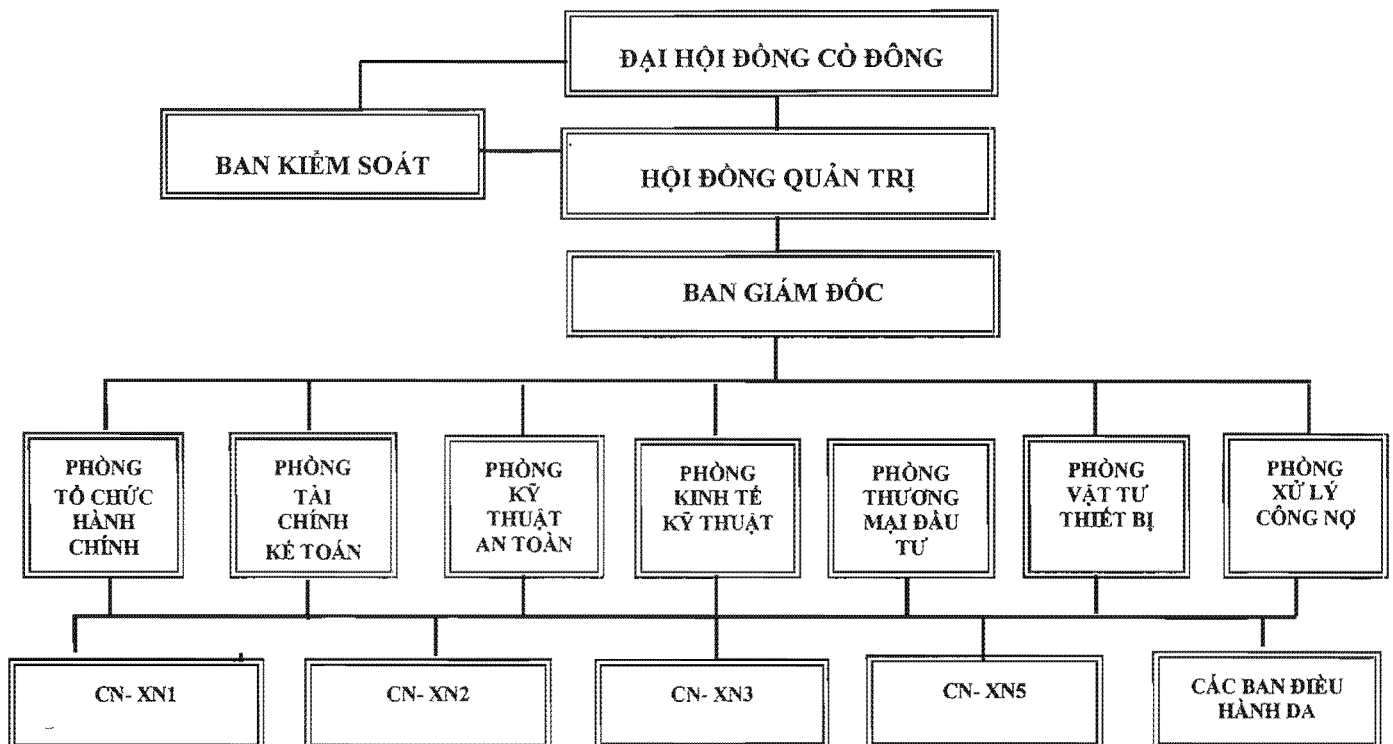 ĐẠI HỘI ĐỒNG CỔ ĐÔNG
BAN KIỂM SOÁT
HỘI ĐỒNG QUẢN TRỊ
BAN GIÁM ĐỐC
PHÒNG
TỔ CHỨC
HÀNH
CHÍNH
PHÒNG
TÀI
CHÍNH
KẾ TOÁN
PHÒNG
KỸ
THUẬT
AN TOÀN
PHÒNG
KINH TẾ
KỸ THUẬT
PHÒNG
THƯƠNG
MẠI ĐẦU
TƯ
PHÒNG
VẬT TƯ
THIẾT BỊ
PHÒNG
XỬ LÝ
CÔNG NỢ
CN- XN1
CN- XN2
CN- XN3
CN- XN5
CÁC BAN ĐIỀU
HÀNH DA